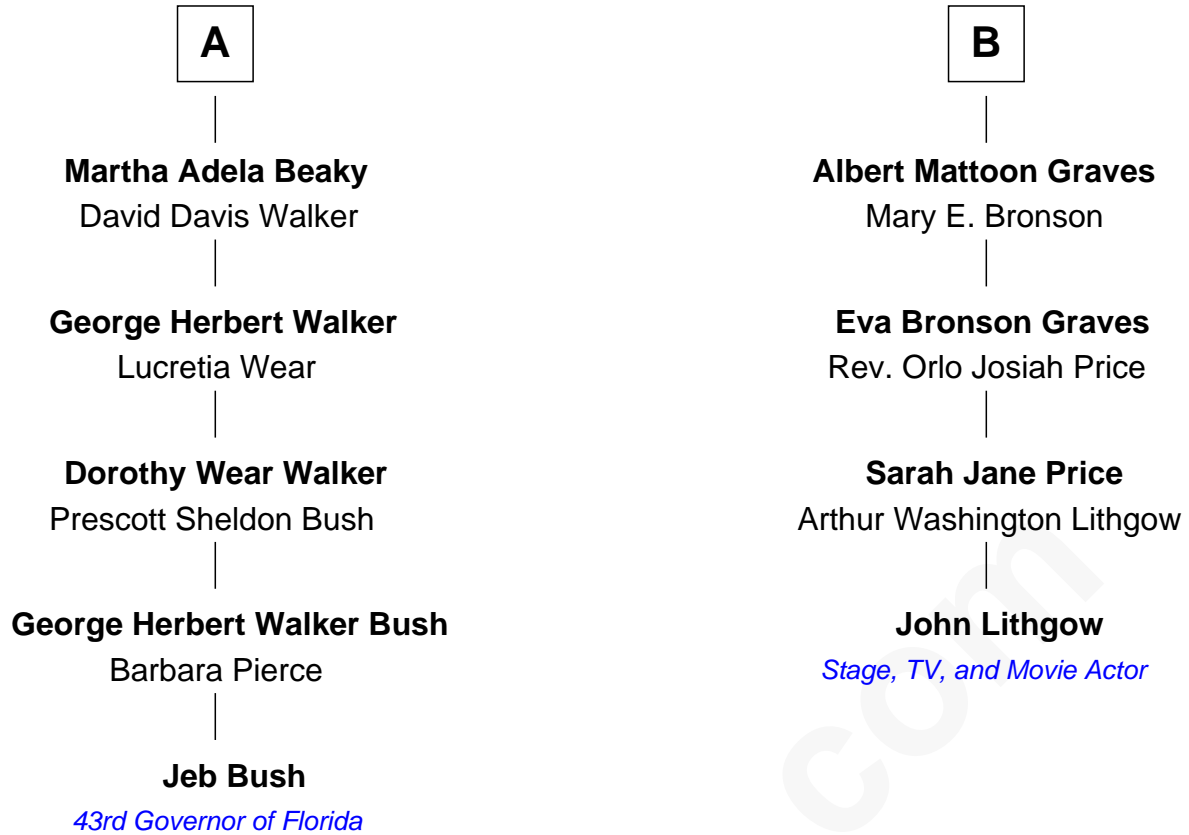 A
Martha Adela Beaky
David Davis Walker
George Herbert Walker
Lucretia Wear
Dorothy Wear Walker
Prescott Sheldon Bush
George Herbert Walker Bush
Barbara Pierce
Jeb Bush
43rd Governor of Florida
B
Albert Mattoon Graves
Mary E. Bronson
Eva Bronson Graves
Rev. Orlo Josiah Price
Sarah Jane Price
Arthur Washington Lithgow
John Lithgow
Stage, TV, and Movie Actor
com